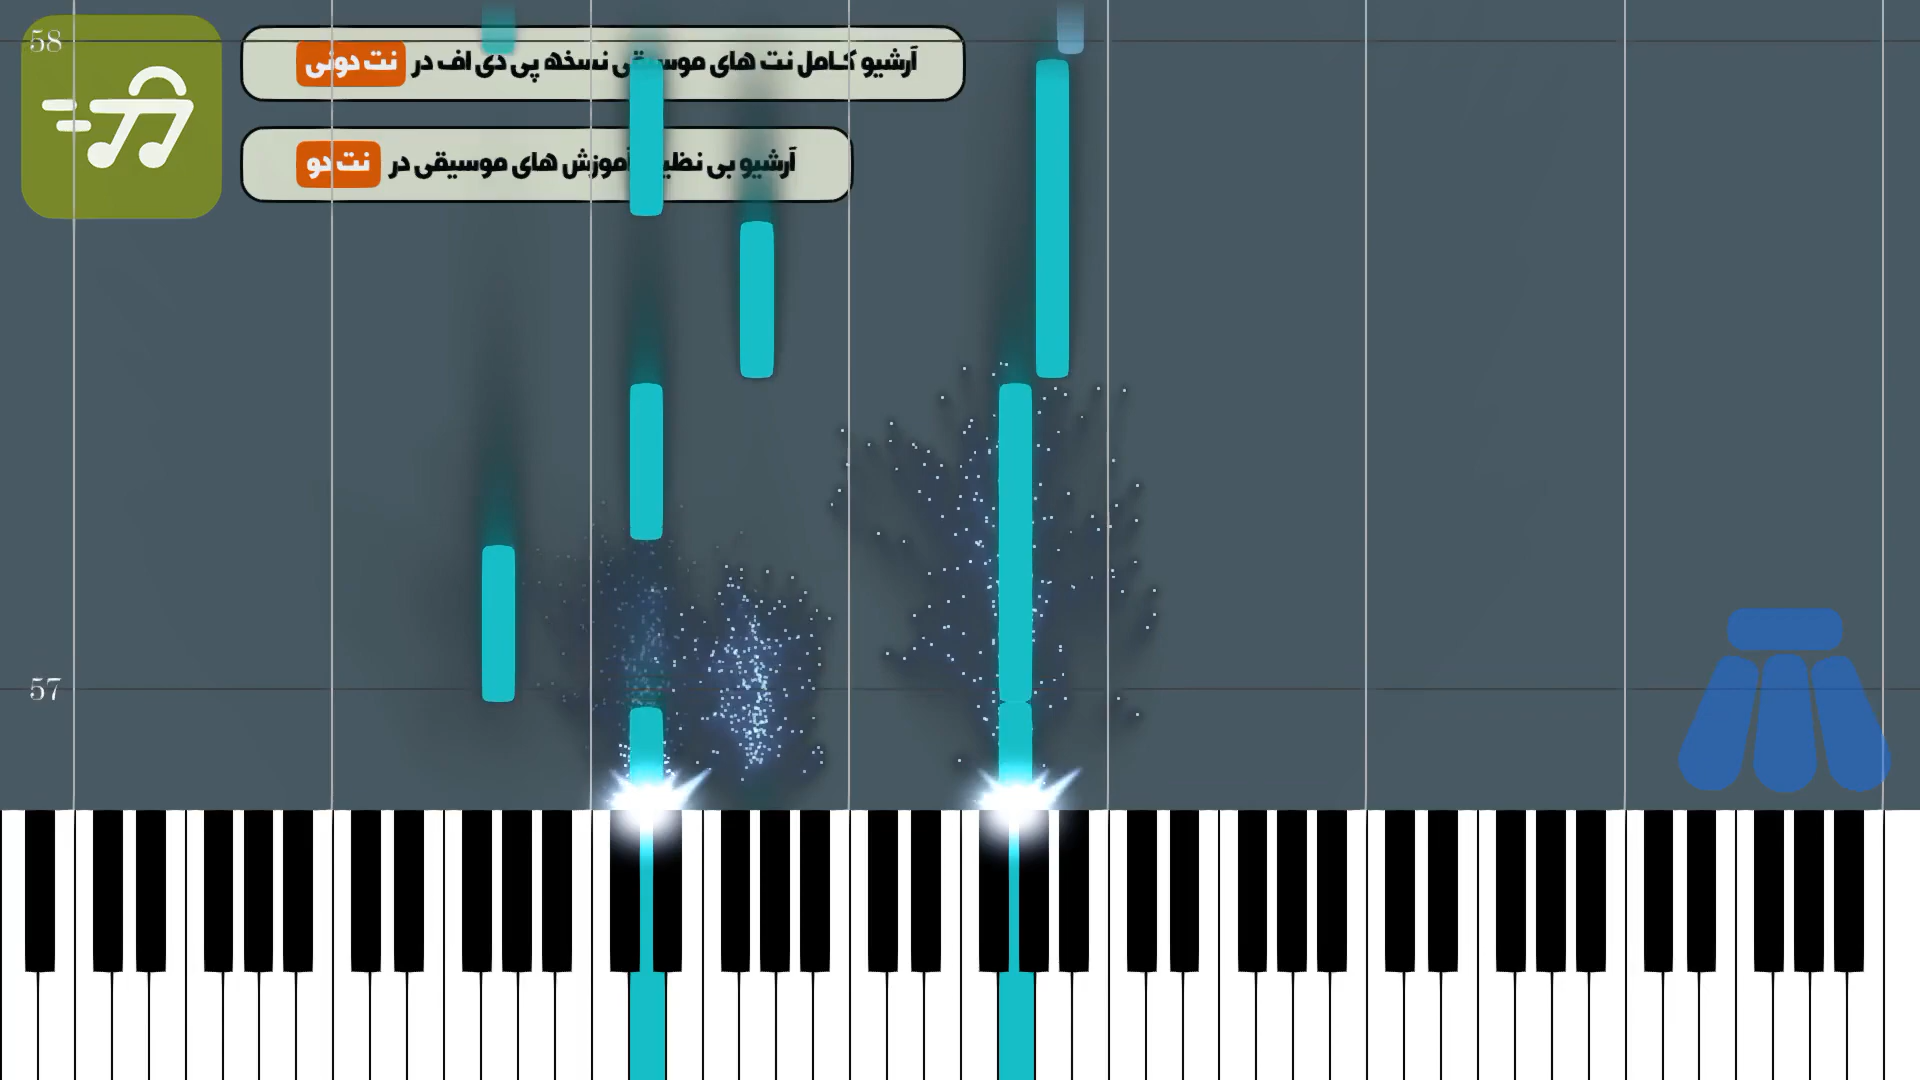 58
آرشیو کامل نت های موسیقی نسخه پی دی اف در نت دونی
آرشیو بی نظیر آموزش های موسیقی در نت دو
57